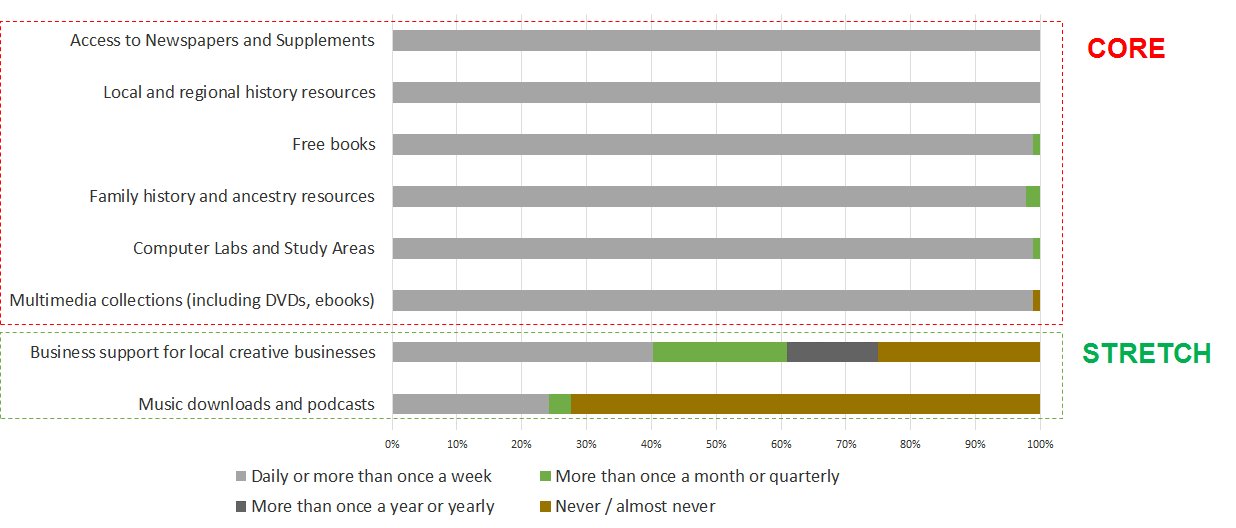 Access to Newspapers and Supplements
CORE
Local and regional history resources
Free books
Family history and ancestry resources
Computer Labs and Study Areas
Multimedia collections (including DVDs, ebooks)
Business support for local creative businesses
STRETCH
Music downloads and podcasts
0% 10% 20% 30% 40% 50% 60% 70% 80% 90% 100%
Daily or more than once a week
More than once a month or quarterly
More than once a year or yearly
Never / almost never